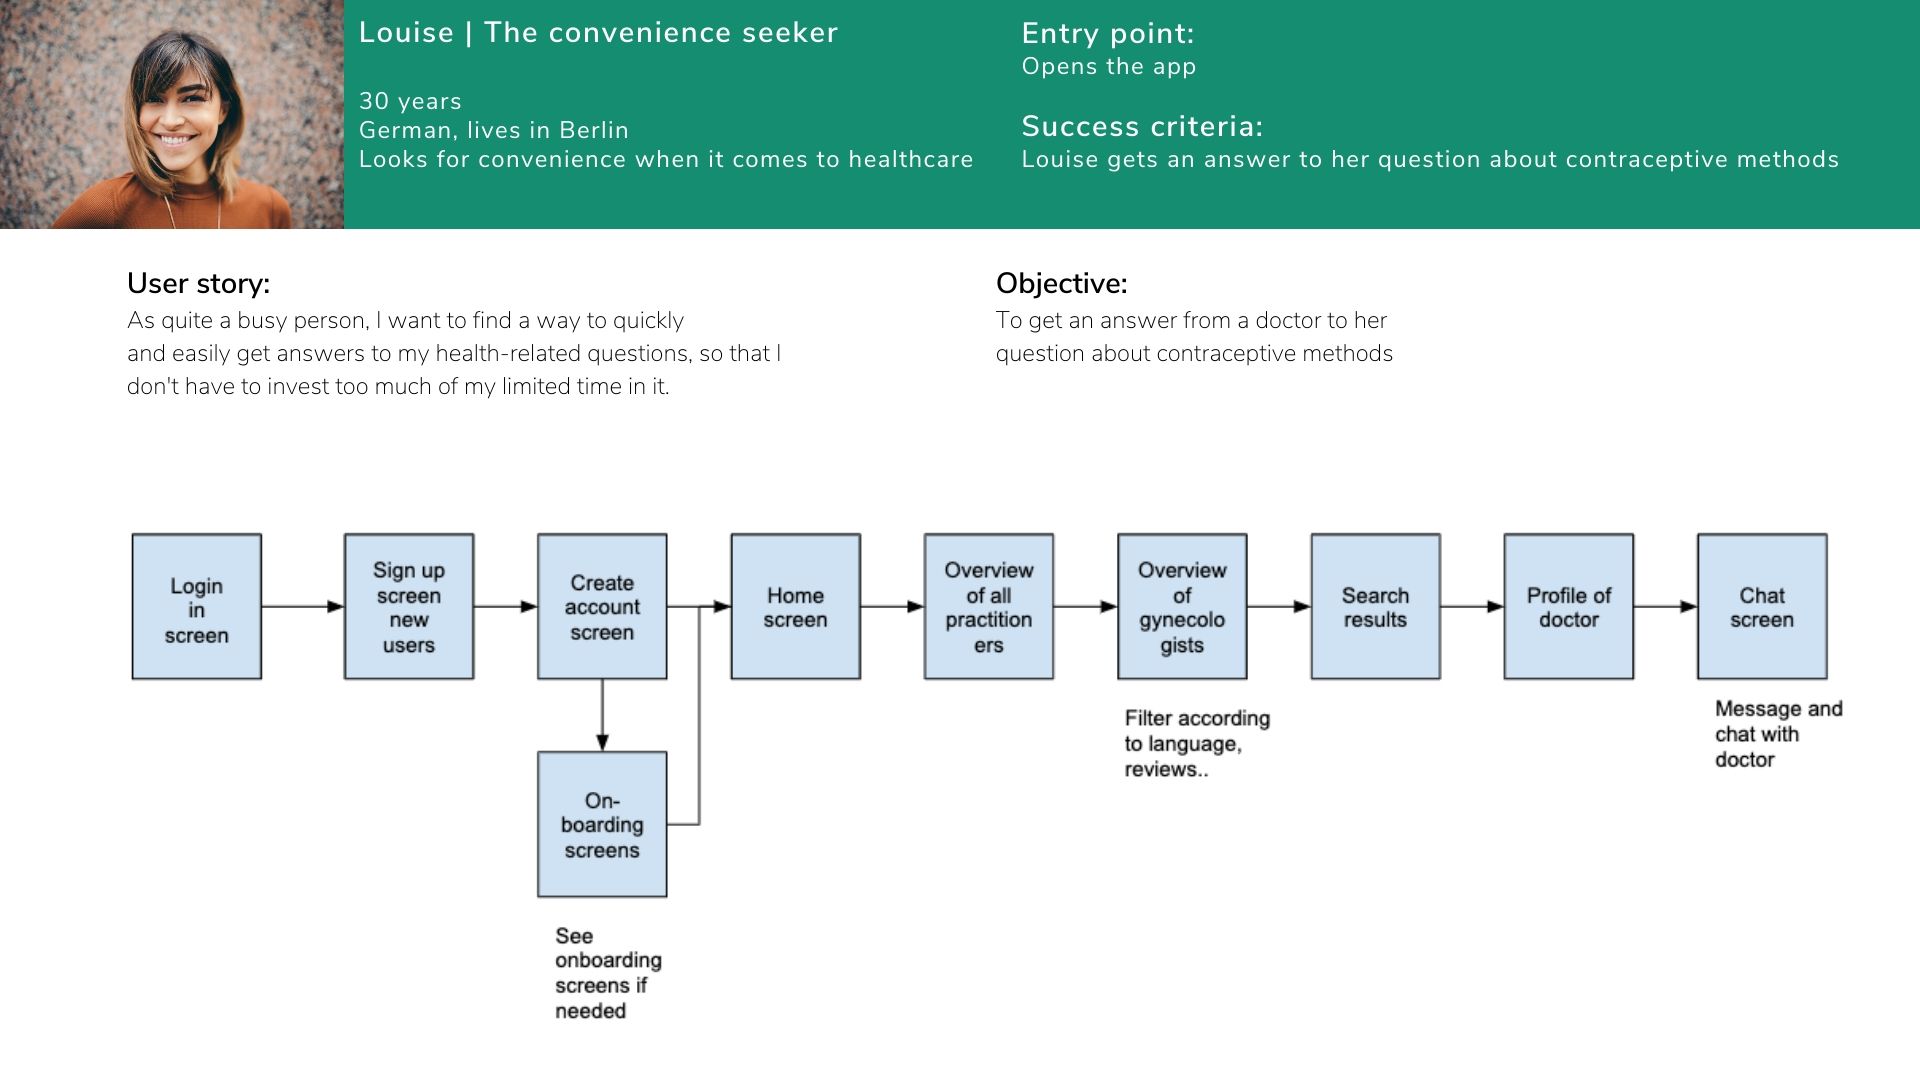 Louise | The convenience seeker
30 years
German, lives in Berlin
Looks for convenience when it comes to healthcare
Entry point:
Opens the app
Success criteria:
Louise gets an answer to her question about contraceptive methods
User story:
As quite a busy person, I want to find a way to quickly
and easily get answers to my health-related questions, so that I
don't have to invest too much of my limited time in it.
Objective:
To get an answer from a doctor to her
question about contraceptive methods
Login
in
screen
Sign up
screen
new
users
Create
account
screen
Home
screen
Overview
of all
practition
ers
Overview
of
gynecolo
gists
Search
results
Profile of
doctor
Chat
screen
Filter according
to language,
reviews..
Message and
chat with
doctor
On-
boarding
screens
See
onboarding
screens if
needed